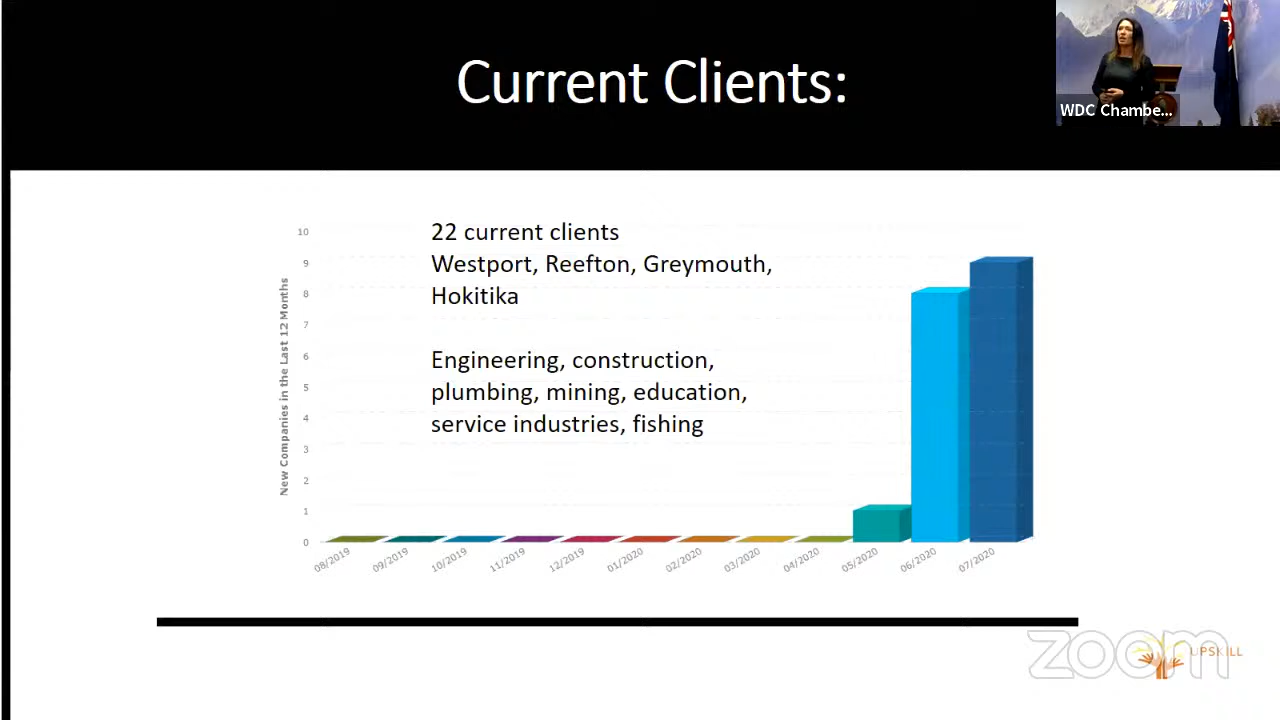 Current Clients:
WDC Chambe...
22 current clients
Westport, Reefton, Greymouth,
Hokitika
Engineering, construction,
plumbing, mining, education,
service industries, fishing
New Companies in the Last 12 Months
10
9
8
7
6
5
4
3
2
1
0
08/2019
09/2019
10/2019
11/2019
12/2019
01/2020
02/2020
03/2020
04/2020
05/2020
06/2020
07/2020
zoom
UPSKILL